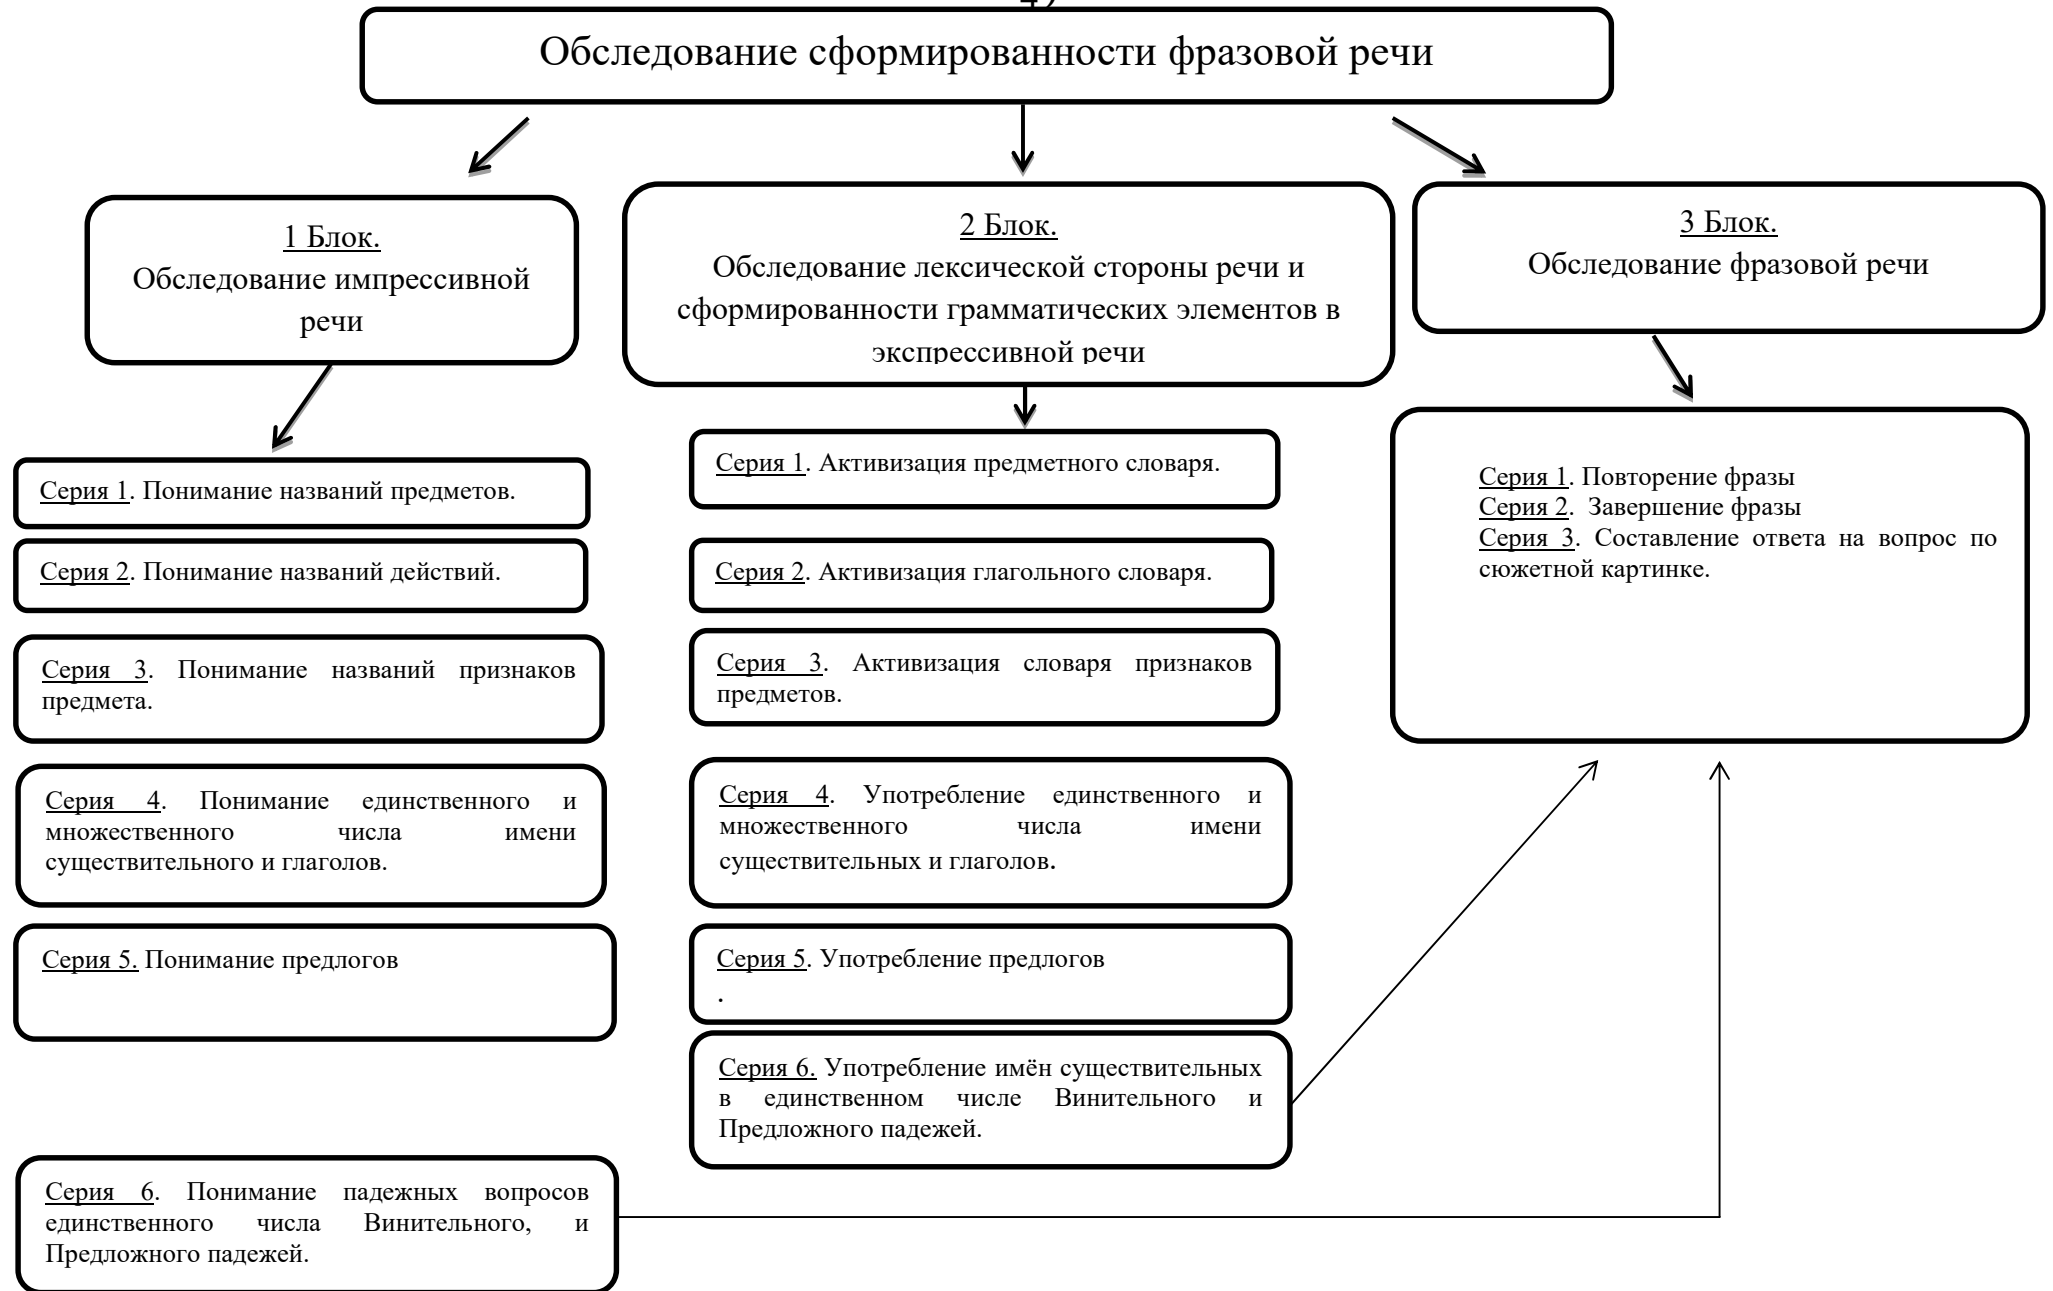 Обследование сформированности фразовой речи
1 Блок.
Обследование импрессивной
речи
2 Блок.
Обследование лексической стороны речи и
сформированности грамматических элементов в
экспрессивной речи
3 Блок.
Обследование фразовой речи
Серия 1. Понимание названий предметов.
Серия 2. Понимание названий действий.
Серия 3. Понимание названий признаков
предмета.
Серия 4. Понимание единственного и
множественного числа имени
существительного и глаголов.
Серия 5. Понимание предлогов
Серия 6. Понимание падежных вопросов
единственного числа Винительного, и
Предложного падежей.
Серия 1. Активизация предметного словаря.
Серия 2. Активизация глагольного словаря.
Серия 3. Активизация словаря признаков
предметов.
Серия 4. Употребление единственного и
множественного числа имени
существительных и глаголов.
Серия 5. Употребление предлогов
.
Серия 6. Употребление имён существительных
в единственном числе Винительного и
Предложного падежей.
Серия 1. Повторение фразы
Серия 2. Завершение фразы
Серия 3. Составление ответа на вопрос по
сюжетной картинке.